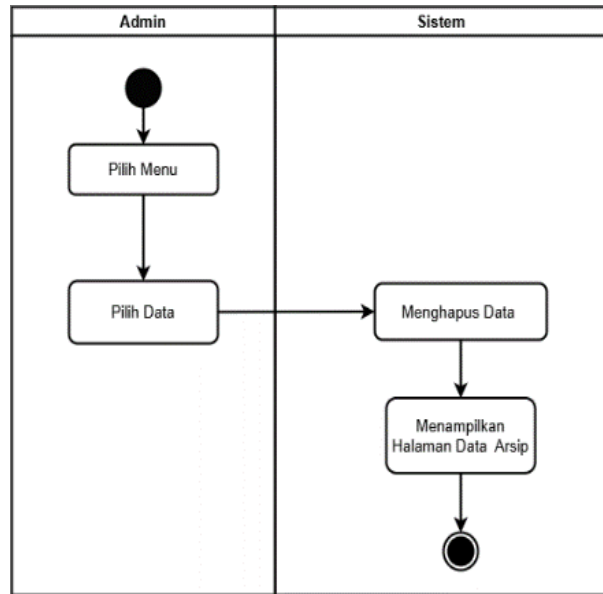 Admin
Sistem
Pilih Menu
Pilih Data
Menghapus Data
Menampilkan
Halaman Data Arsip